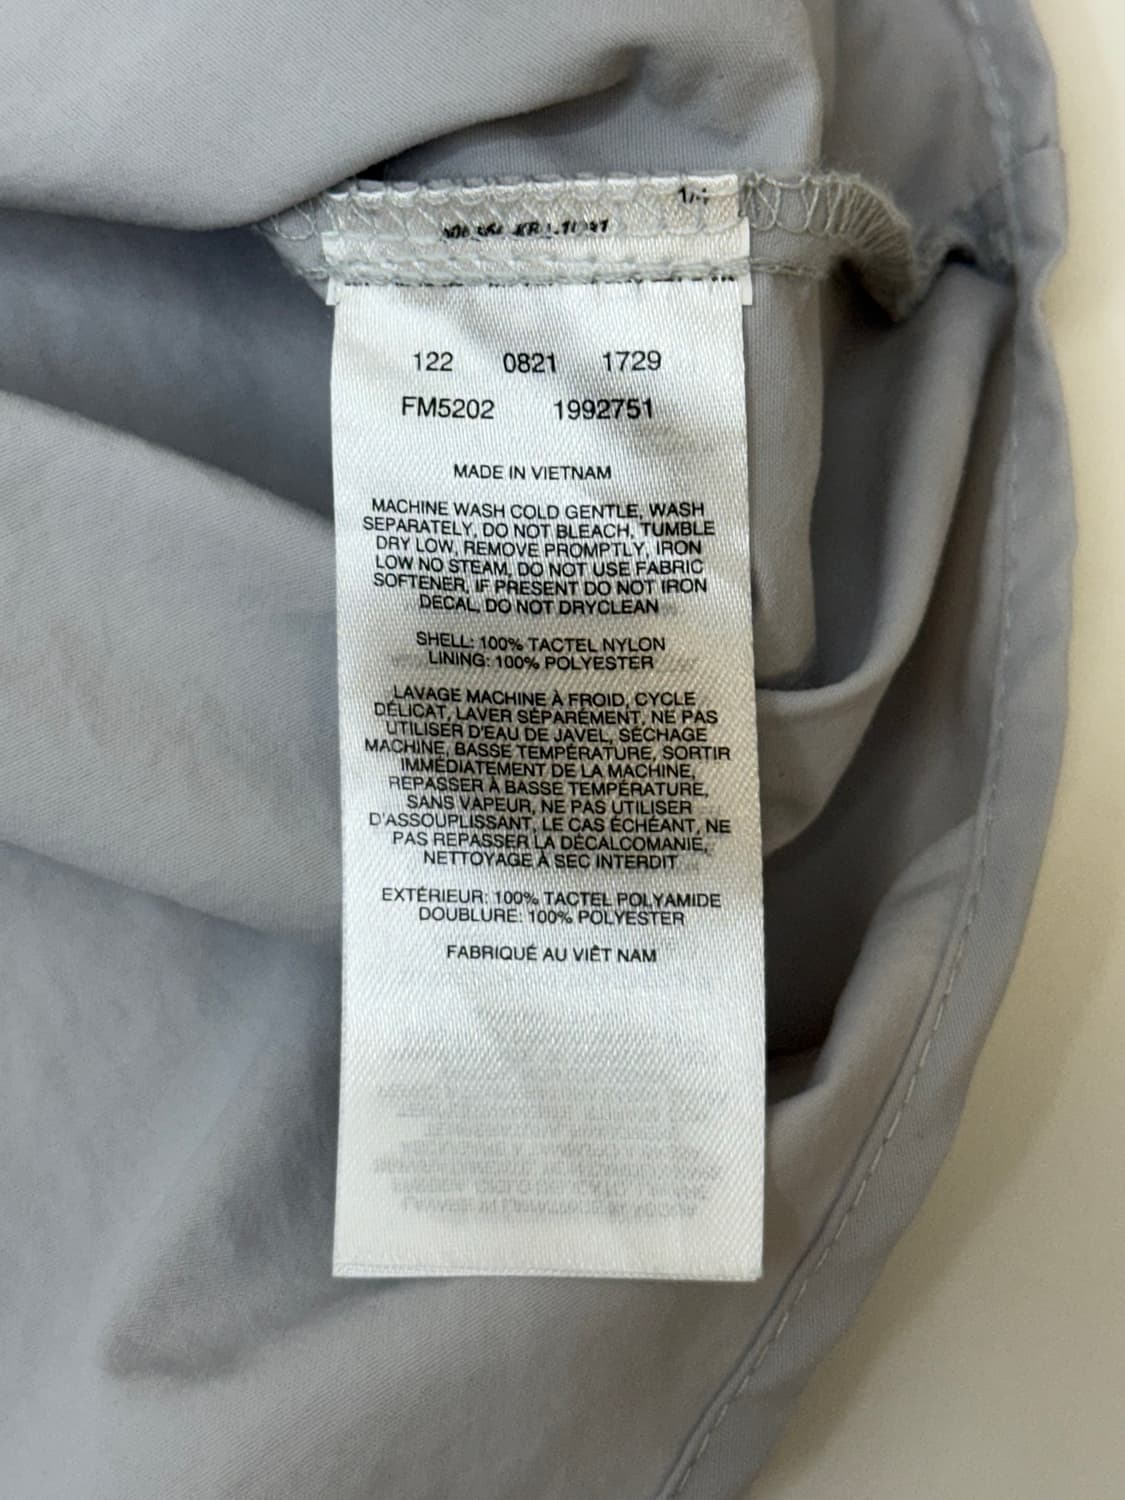 122 0821 1729
FM5202 1992751
MADE IN VIETNAM
MACHINE WASH COLD GENTLE, WASH
SEPARATELY, DO NOT BLEACH, TUMBLE
DRY LOW, REMOVE PROMPTLY, IRON
LOW NO STEAM, DO NOT USE FABRIC
SOFTENER, IF PRESENT DO NOT IRON
DECAL, DO NOT DRYCLEAN
SHELL: 100% TACTEL NYLON
LINING: 100% POLYESTER
LAVAGE MACHINE À FROID, CYCLE
DÉLICAT, LAVER SÉPARÉMENT, NE PAS
UTILISER D'EAU DE JAVEL, SÉCHAGE
MACHINE, BASSE TEMPÉRATURE, SORTIR
IMMÉDIATEMENT DE LA MACHINE,
REPASSER À BASSE TEMPÉRATURE,
SANS VAPEUR, NE PAS UTILISER
D'ASSOUPLISSANT, LE CAS ÉCHÉANT, NE
PAS REPASSER LA DÉCALCOMANIE,
NETTOYAGE À SEC INTERDIT
EXTÉRIEUR: 100% TACTEL POLYAMIDE
DOUBLURE: 100% POLYESTER
FABRIQUÉ AU VIÊT NAM